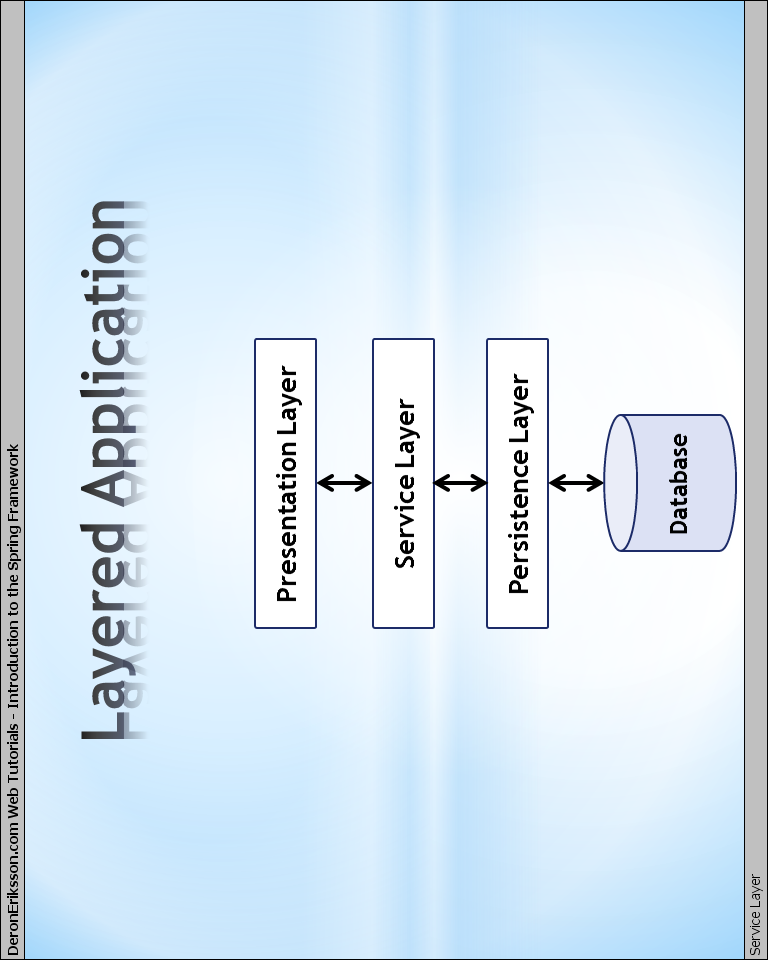 DeronEriksson.com Web Tutorials - Introduction to the Spring Framework
Layered Application
Presentation Layer
Service Layer
Persistence Layer
Database
Service Layer